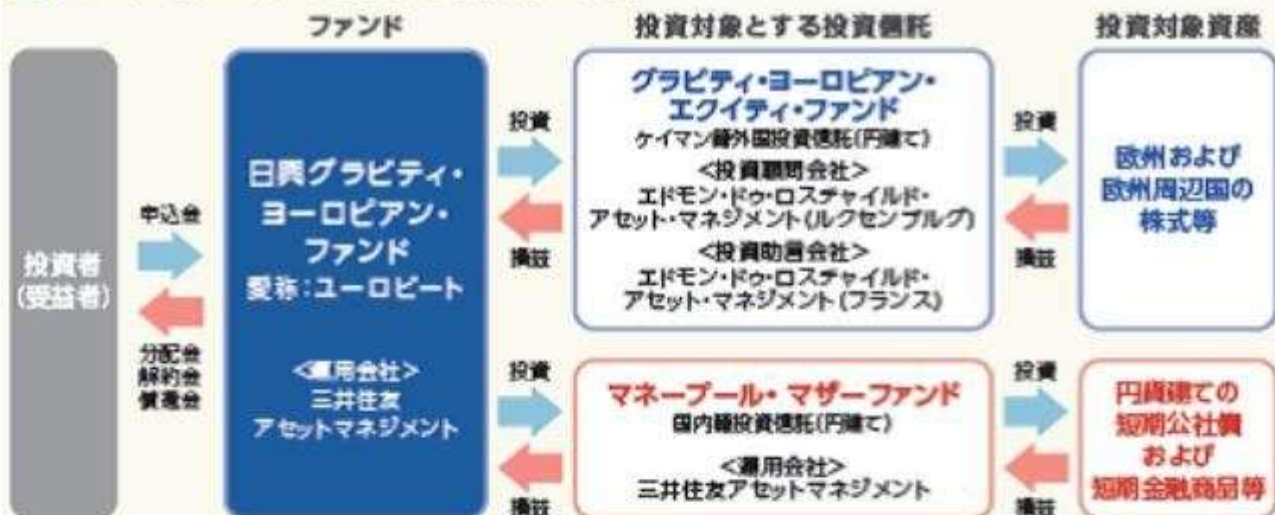 ファンド
投資対象とする投資信託
投資対象資産
投資者
(受益者)
申込金
分配金
解約金
償還金
日興グラビティ・
ヨーロピアン・
ファンド
愛称:ユーロビート
<運用会社>
三井住友
アセットマネジメント
投資
損益
グラビティ・ヨーロピアン・
エクイティ・ファンド
ケイマン籍外国投資信託(円建て)
<投資顧問会社>
エドモン・ドゥ・ロスチャイルド・
アセット・マネジメント(ルクセンブルグ)
<投資助言会社>
エドモン・ドゥ・ロスチャイルド・
アセット・マネジメント(フランス)
投資
損益
欧州および
欧州周辺国の
株式等
投資
損益
マネープール・マザーファンド
国内籍投資信託(円建て)
<運用会社>
三井住友アセットマネジメント
投資
損益
円貨建ての
短期公社債
および
短期金融商品等